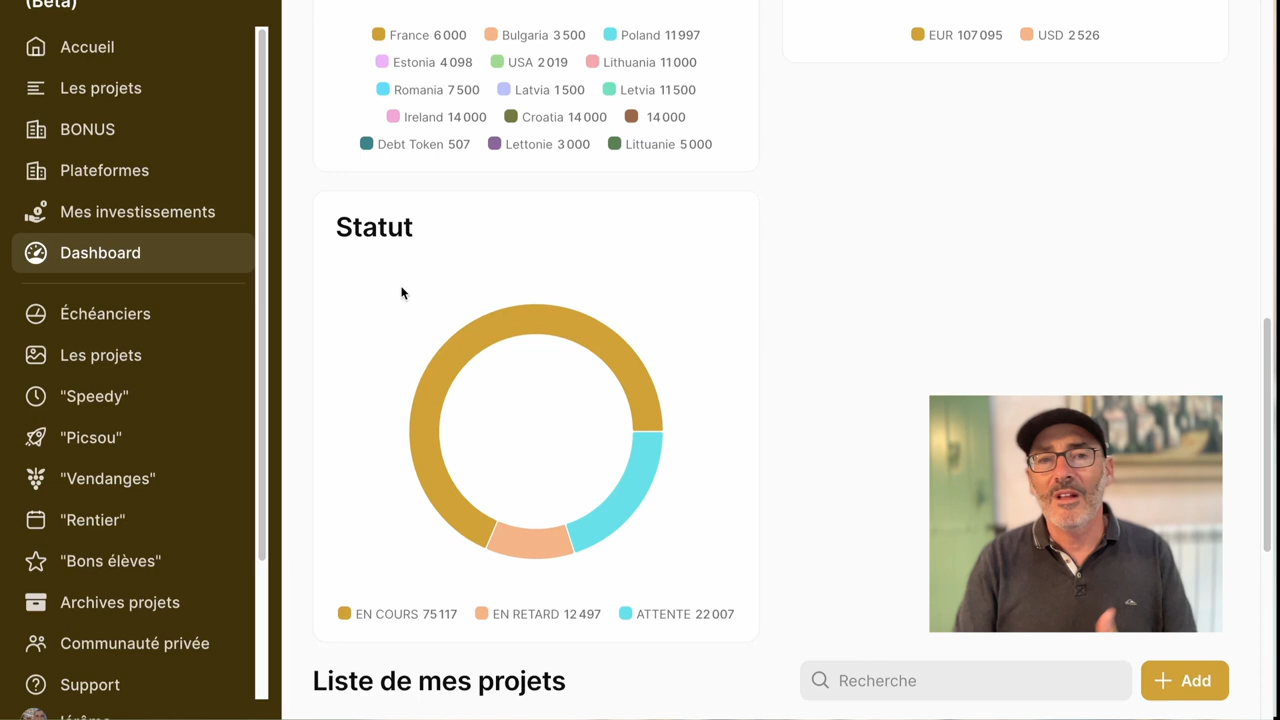 (Beta)
Accueil
Les projets
BONUS
Plateformes
Mes investissements
Dashboard
Échéanciers
Les projets
"Speedy"
"Picsou"
"Vendanges"
"Rentier"
"Bons élèves"
Archives projets
Communauté privée
Support
Jérôme
France 6 000 Bulgaria 3 500 Poland 11 997
Estonia 4 098 USA 2 019 Lithuania 11 000
Romania 7 500 Latvia 1 500 Letvia 11 500
Ireland 14 000 Croatia 14 000 14 000
Debt Token 507 Lettonie 3 000 Littuanie 5 000
EUR 107 095 USD 2 526
Statut
EN COURS 75 117 EN RETARD 12 497 ATTENTE 22 007
Liste de mes projets
Recherche
Add